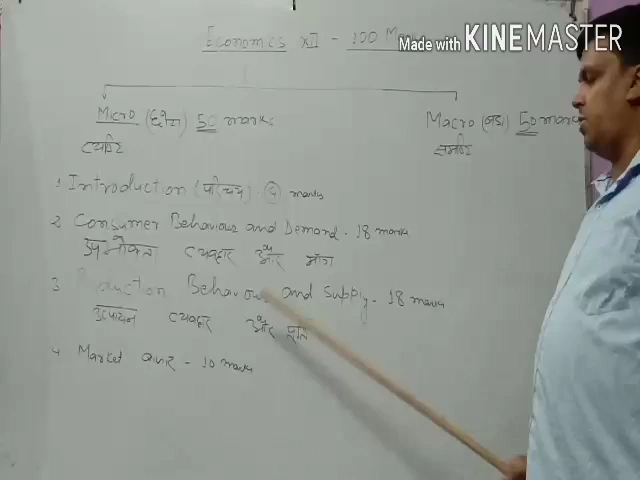 Made with KINEMASTER
Economics XII - 100 Mar
Micro (छोटा) 50 marks
Macro (बडा) 50 marks
व्यष्टि
समष्टि
1 Introduction (परिचय) 4 marks
2 Consumer Behaviour and Demand - 18 marks
उपभोक्ता व्यवहार और माँग
3 Production Behaviour and Supply - 18 marks
उत्पादन व्यवहार और पूर्ति
4 Market बाजार - 10 marks